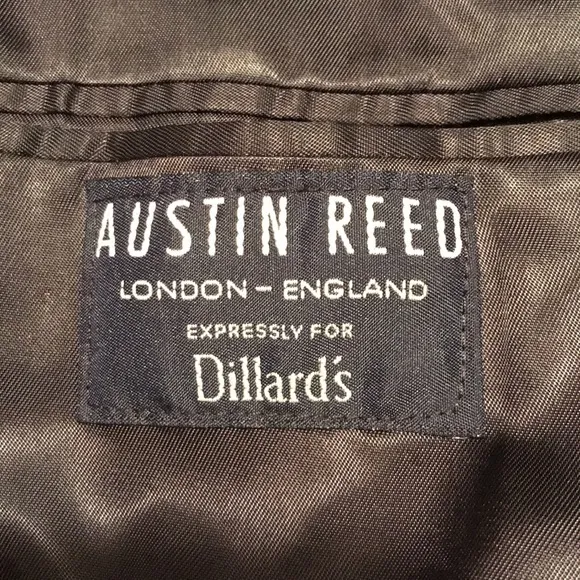 AUSTIN REED
LONDON - ENGLAND
EXPRESSLY FOR
Dillard's